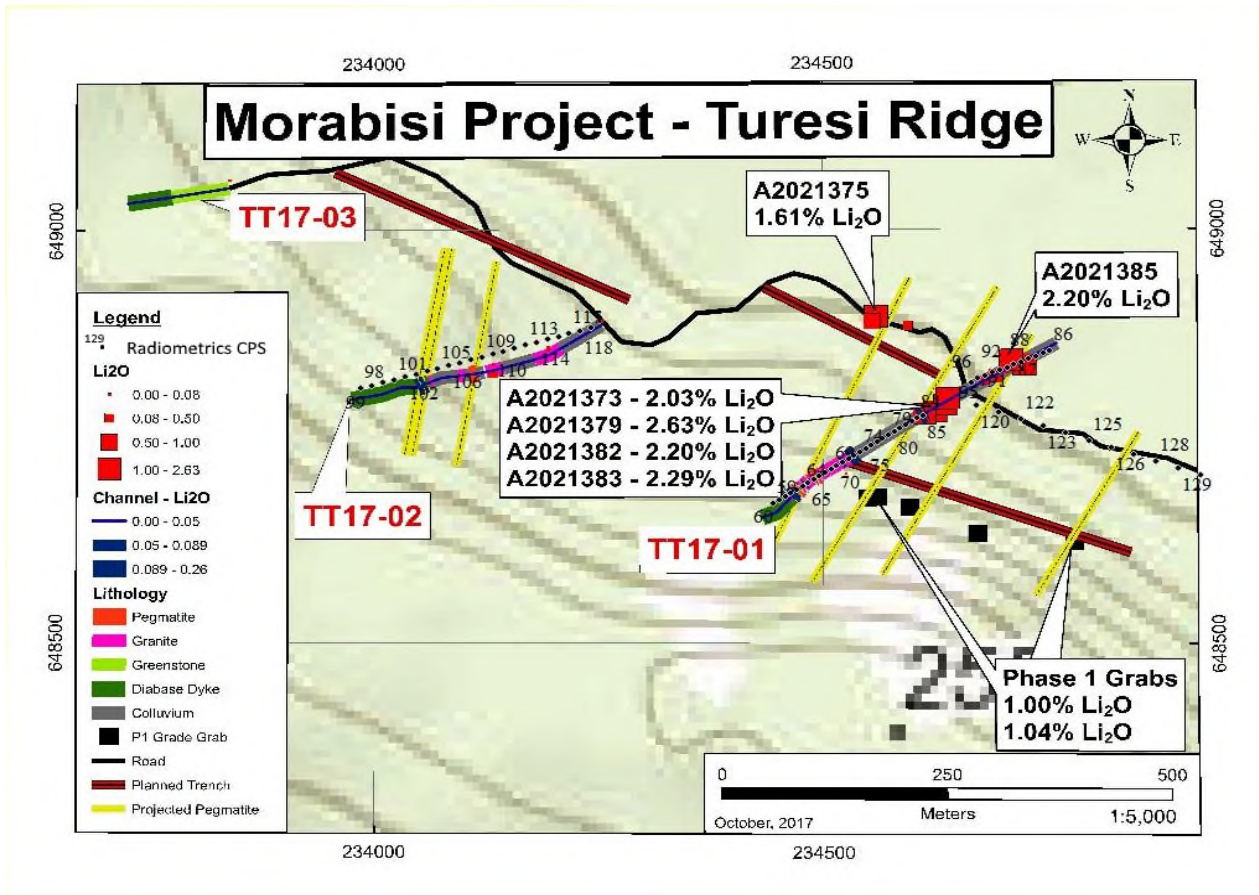 234000
234500
Morabisi Project - Turesi Ridge
N
W
E
S
649000
649000
A2021375
1.61% Li₂O
TT17-03
A2021385
2.20% Li₂O
Legend
129
Radiometrics CPS
Li2O
0.00 - 0.08
0.08 - 0.50
0.50 - 1.00
1.00 - 2.63
Channel - Li2O
0.00 - 0.05
0.05 - 0.089
0.089 - 0.26
Lithology
Pegmatite
Granite
Greenstone
Diabase Dyke
Colluvium
P1 Grade Grab
Road
Planned Trench
Projected Pegmatite
98
99
101
102
105
106
109
110
113
114
118
A2021373 - 2.03% Li₂O
A2021379 - 2.63% Li₂O
A2021382 - 2.20% Li₂O
A2021383 - 2.29% Li₂O
TT17-02
TT17-01
86
88
92
96
79
74
80
85
75
70
65
120
122
123
125
126
128
129
648500
648500
Phase 1 Grabs
1.00% Li₂O
1.04% Li₂O
0
250
500
Meters
October, 2017
1:5,000
234000
234500